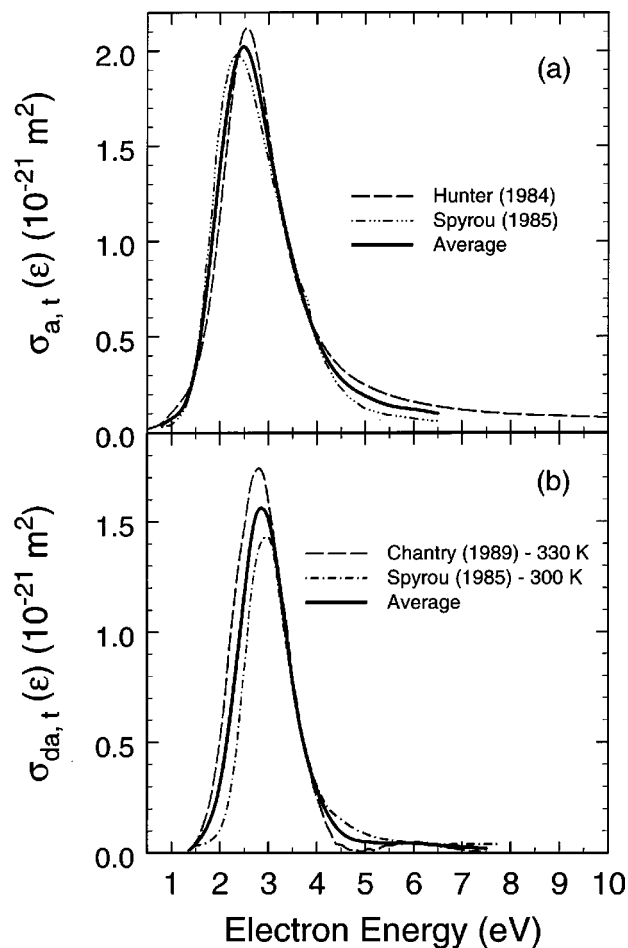 2.0
1.5
1.0
0.5
0.0
σa, t (ε) (10-21 m2)
(a)
Hunter (1984)
Spyrou (1985)
Average
1.5
1.0
0.5
0.0
σda, t (ε) (10-21 m2)
(b)
Chantry (1989) - 330 K
Spyrou (1985) - 300 K
Average
1 2 3 4 5 6 7 8 9 10
Electron Energy (eV)